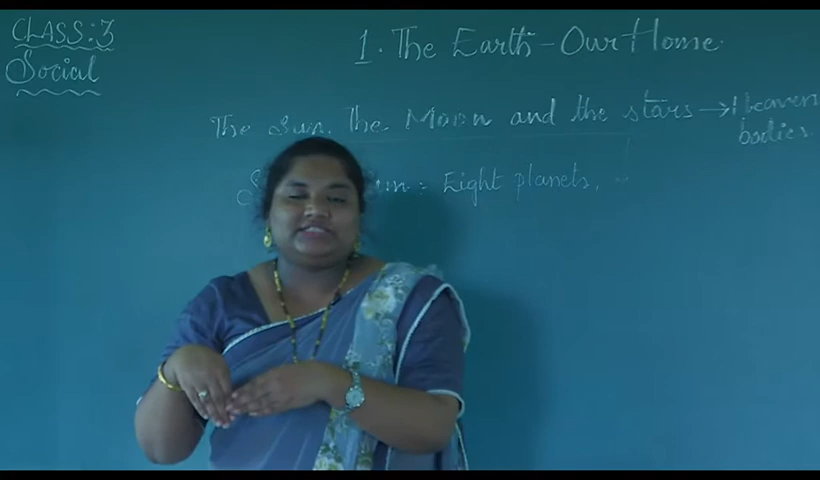 CLASS: 3
Social
1. The Earth - Our Home.
The Sun, The Moon and the stars → Heavenly
bodies
= Eight planets.